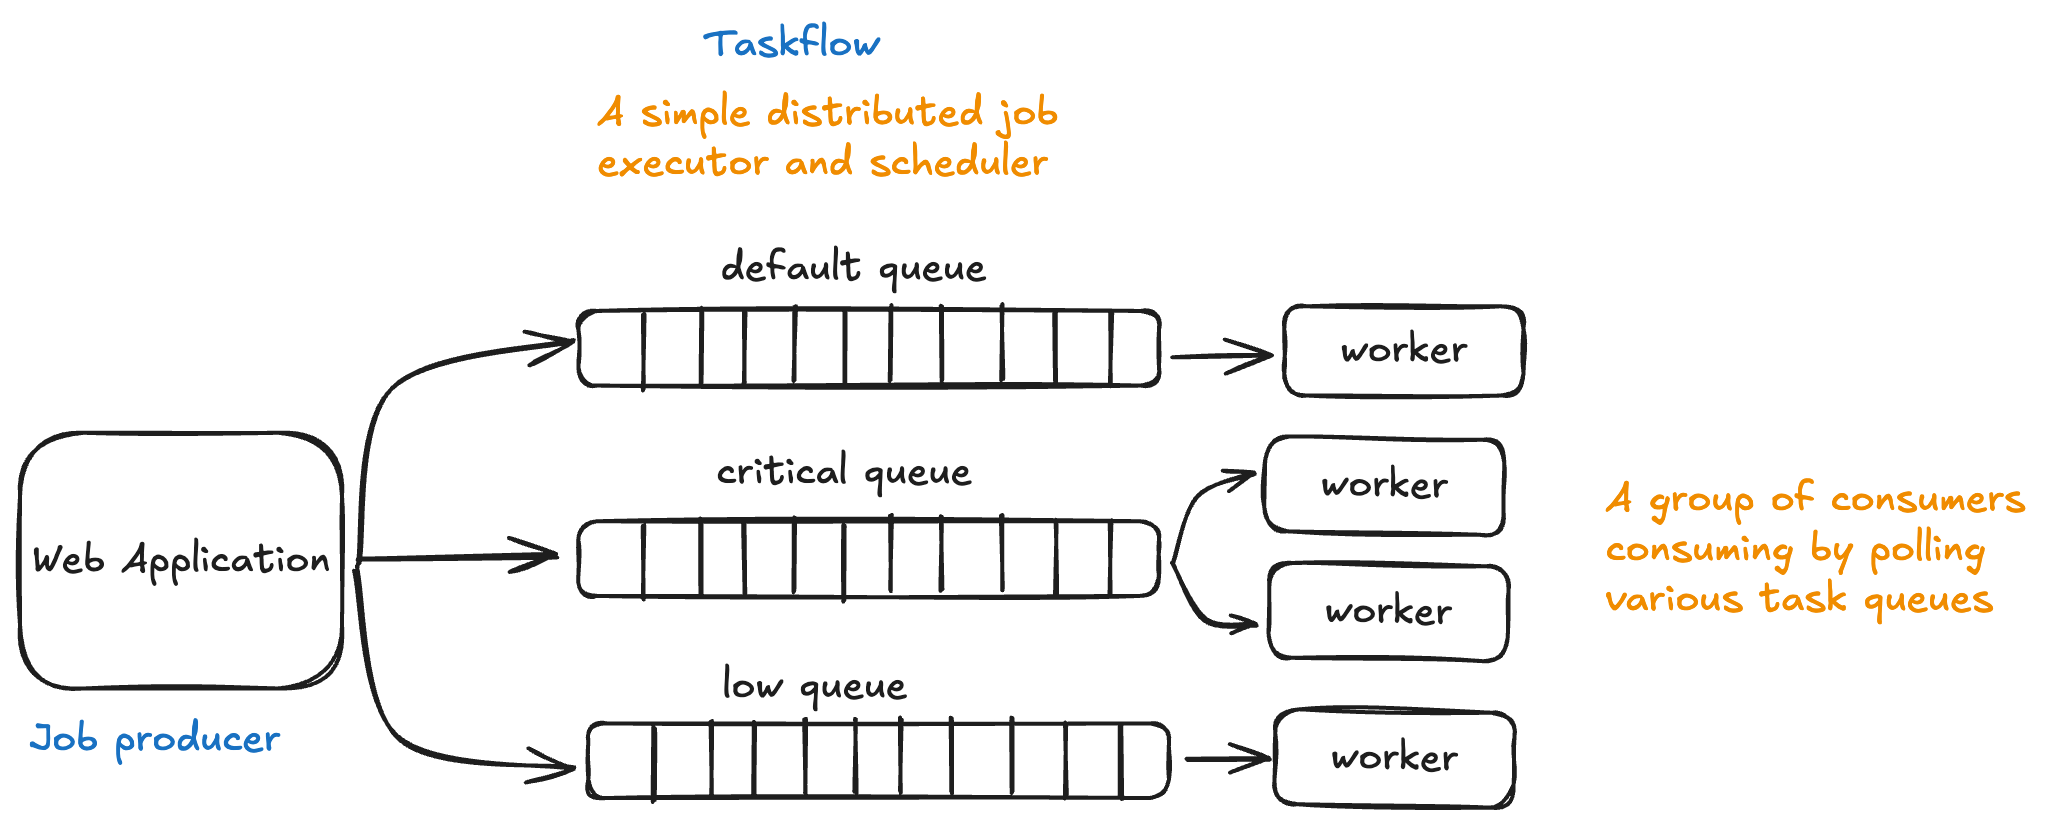 Taskflow
A simple distributed job
executor and scheduler
default queue
worker
critical queue
worker
Web Application
worker
A group of consumers
consuming by polling
various task queues
low queue
Job producer
worker